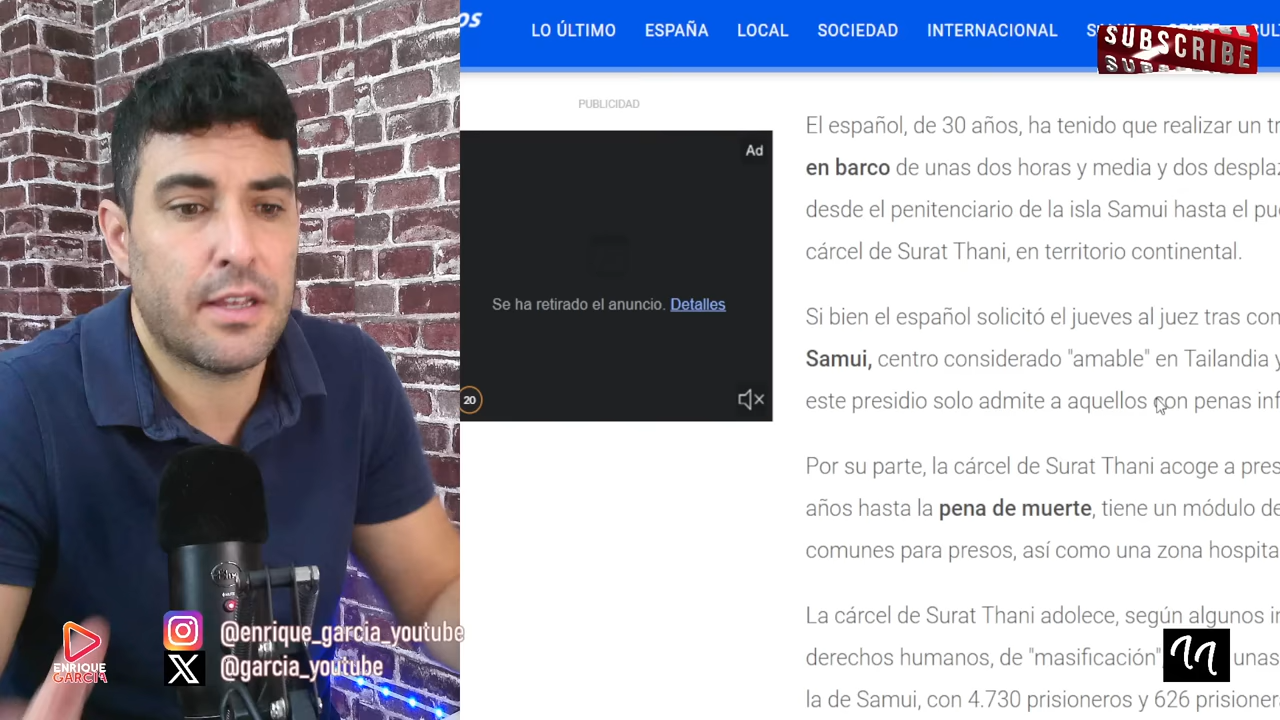 LO ÚLTIMO ESPAÑA LOCAL SOCIEDAD INTERNACIONAL
SUBSCRIBE
PUBLICIDAD
Ad
Se ha retirado el anuncio. Detalles
20
El español, de 30 años, ha tenido que realizar un
en barco de unas dos horas y media y dos
desde el penitenciario de la isla Samui hasta el
cárcel de Surat Thani, en territorio continental.
Si bien el español solicitó el jueves al juez tras
Samui, centro considerado "amable" en Tailandia y
este presidio solo admite a aquellos con penas
Por su parte, la cárcel de Surat Thani acoge a
años hasta la pena de muerte, tiene un módulo
comunes para presos, así como una zona
La cárcel de Surat Thani adolece, según algunos
derechos humanos, de "masificación", unas
la de Samui, con 4.730 prisioneros y 626
@enrique_garcia_youtube
@garcia_youtube
ENRIQUE
GARCIA